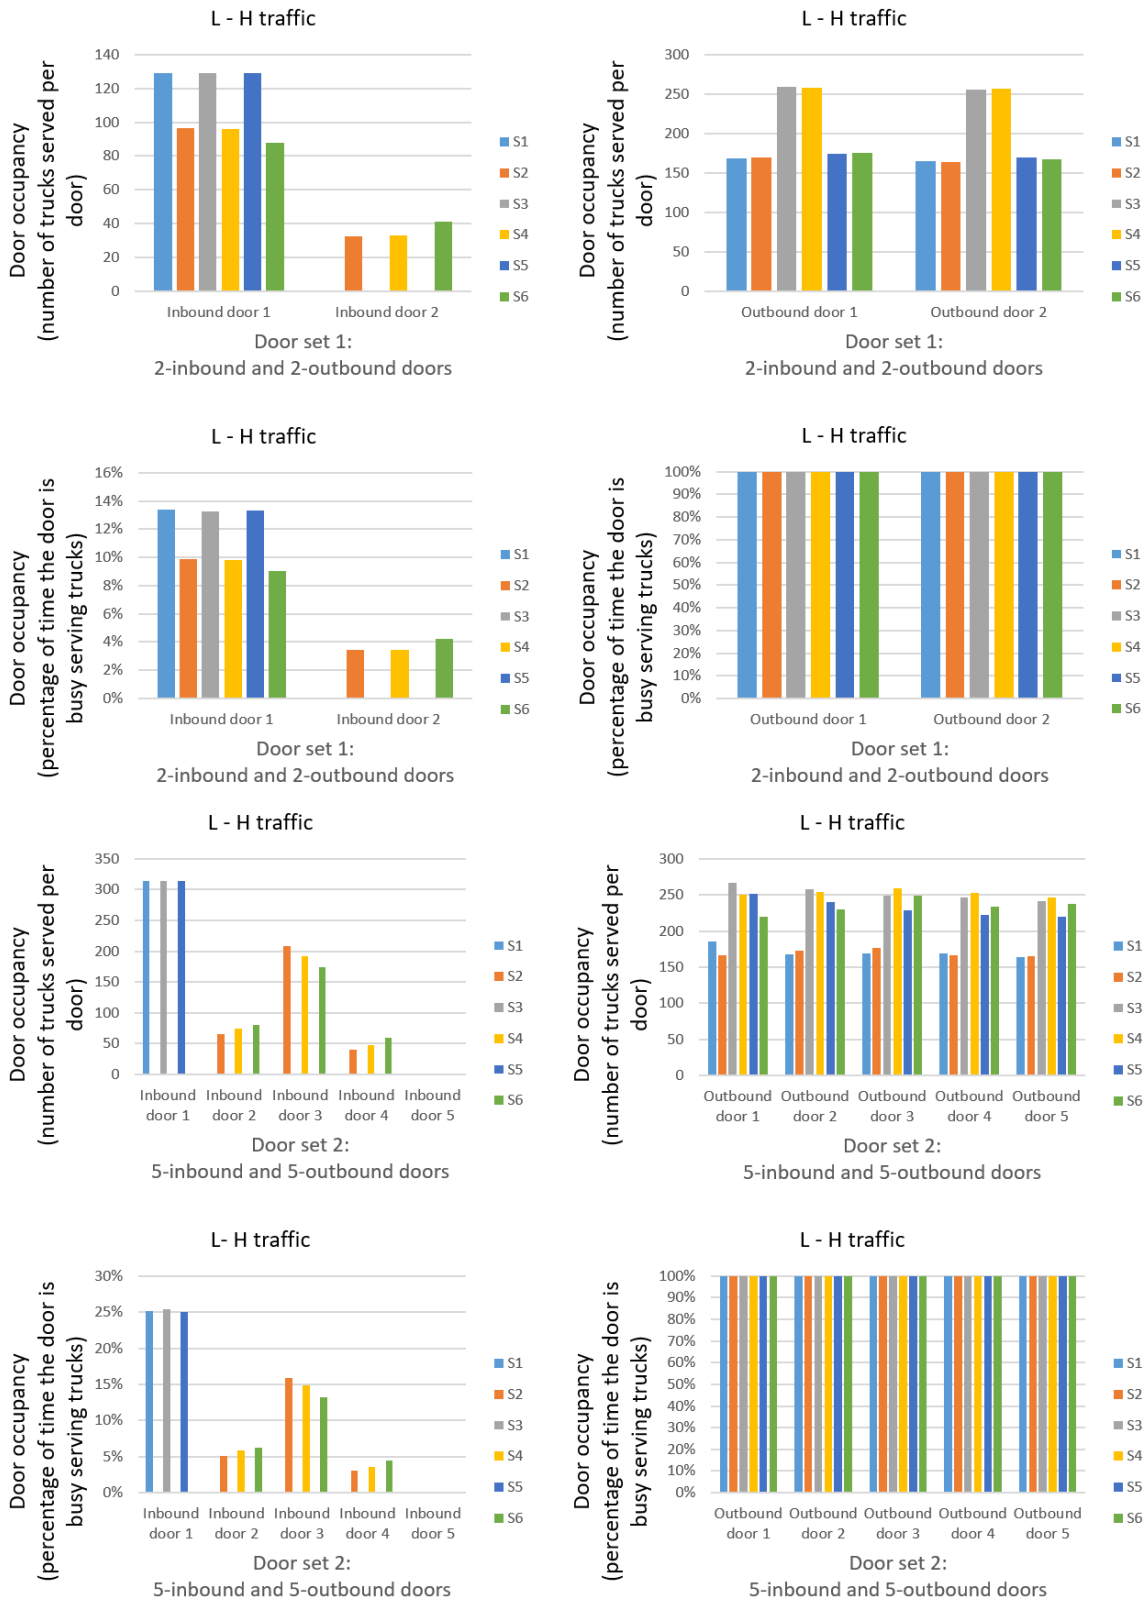 L - H traffic
Door occupancy
(number of trucks served per
door)
140
120
100
80
60
40
20
0
Inbound door 1
Inbound door 2
Door set 1:
2-inbound and 2-outbound doors
S1
S2
S3
S4
S5
S6
L - H traffic
Door occupancy
(number of trucks served per
door)
300
250
200
150
100
50
0
Outbound door 1
Outbound door 2
Door set 1:
2-inbound and 2-outbound doors
S1
S2
S3
S4
S5
S6
L - H traffic
Door occupancy
(percentage of time the door is
busy serving trucks)
16%
14%
12%
10%
8%
6%
4%
2%
0%
Inbound door 1
Inbound door 2
Door set 1:
2-inbound and 2-outbound doors
S1
S2
S3
S4
S5
S6
L - H traffic
Door occupancy
(percentage of time the door is
busy serving trucks)
100%
90%
80%
70%
60%
50%
40%
30%
20%
10%
0%
Outbound door 1
Outbound door 2
Door set 1:
2-inbound and 2-outbound doors
S1
S2
S3
S4
S5
S6
L - H traffic
Door occupancy
(number of trucks served per
door)
350
300
250
200
150
100
50
0
Inbound door 1
Inbound door 2
Inbound door 3
Inbound door 4
Inbound door 5
Door set 2:
5-inbound and 5-outbound doors
S1
S2
S3
S4
S5
S6
L - H traffic
Door occupancy
(number of trucks served per
door)
300
250
200
150
100
50
0
Outbound door 1
Outbound door 2
Outbound door 3
Outbound door 4
Outbound door 5
Door set 2:
5-inbound and 5-outbound doors
S1
S2
S3
S4
S5
S6
L- H traffic
Door occupancy
(percentage of time the door is
busy serving trucks)
30%
25%
20%
15%
10%
5%
0%
Inbound door 1
Inbound door 2
Inbound door 3
Inbound door 4
Inbound door 5
Door set 2:
5-inbound and 5-outbound doors
S1
S2
S3
S4
S5
S6
L - H traffic
Door occupancy
(percentage of time the door is
busy serving trucks)
100%
90%
80%
70%
60%
50%
40%
30%
20%
10%
0%
Outbound door 1
Outbound door 2
Outbound door 3
Outbound door 4
Outbound door 5
Door set 2:
5-inbound and 5-outbound doors
S1
S2
S3
S4
S5
S6